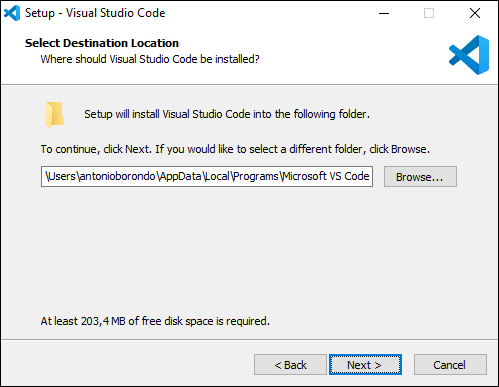 Setup - Visual Studio Code
Select Destination Location
Where should Visual Studio Code be installed?
Setup will install Visual Studio Code into the following folder.
To continue, click Next. If you would like to select a different folder, click Browse.
\Users\antonioborondo\AppData\Local\Programs\Microsoft VS Code
Browse...
At least 203,4 MB of free disk space is required.
< Back
Next >
Cancel